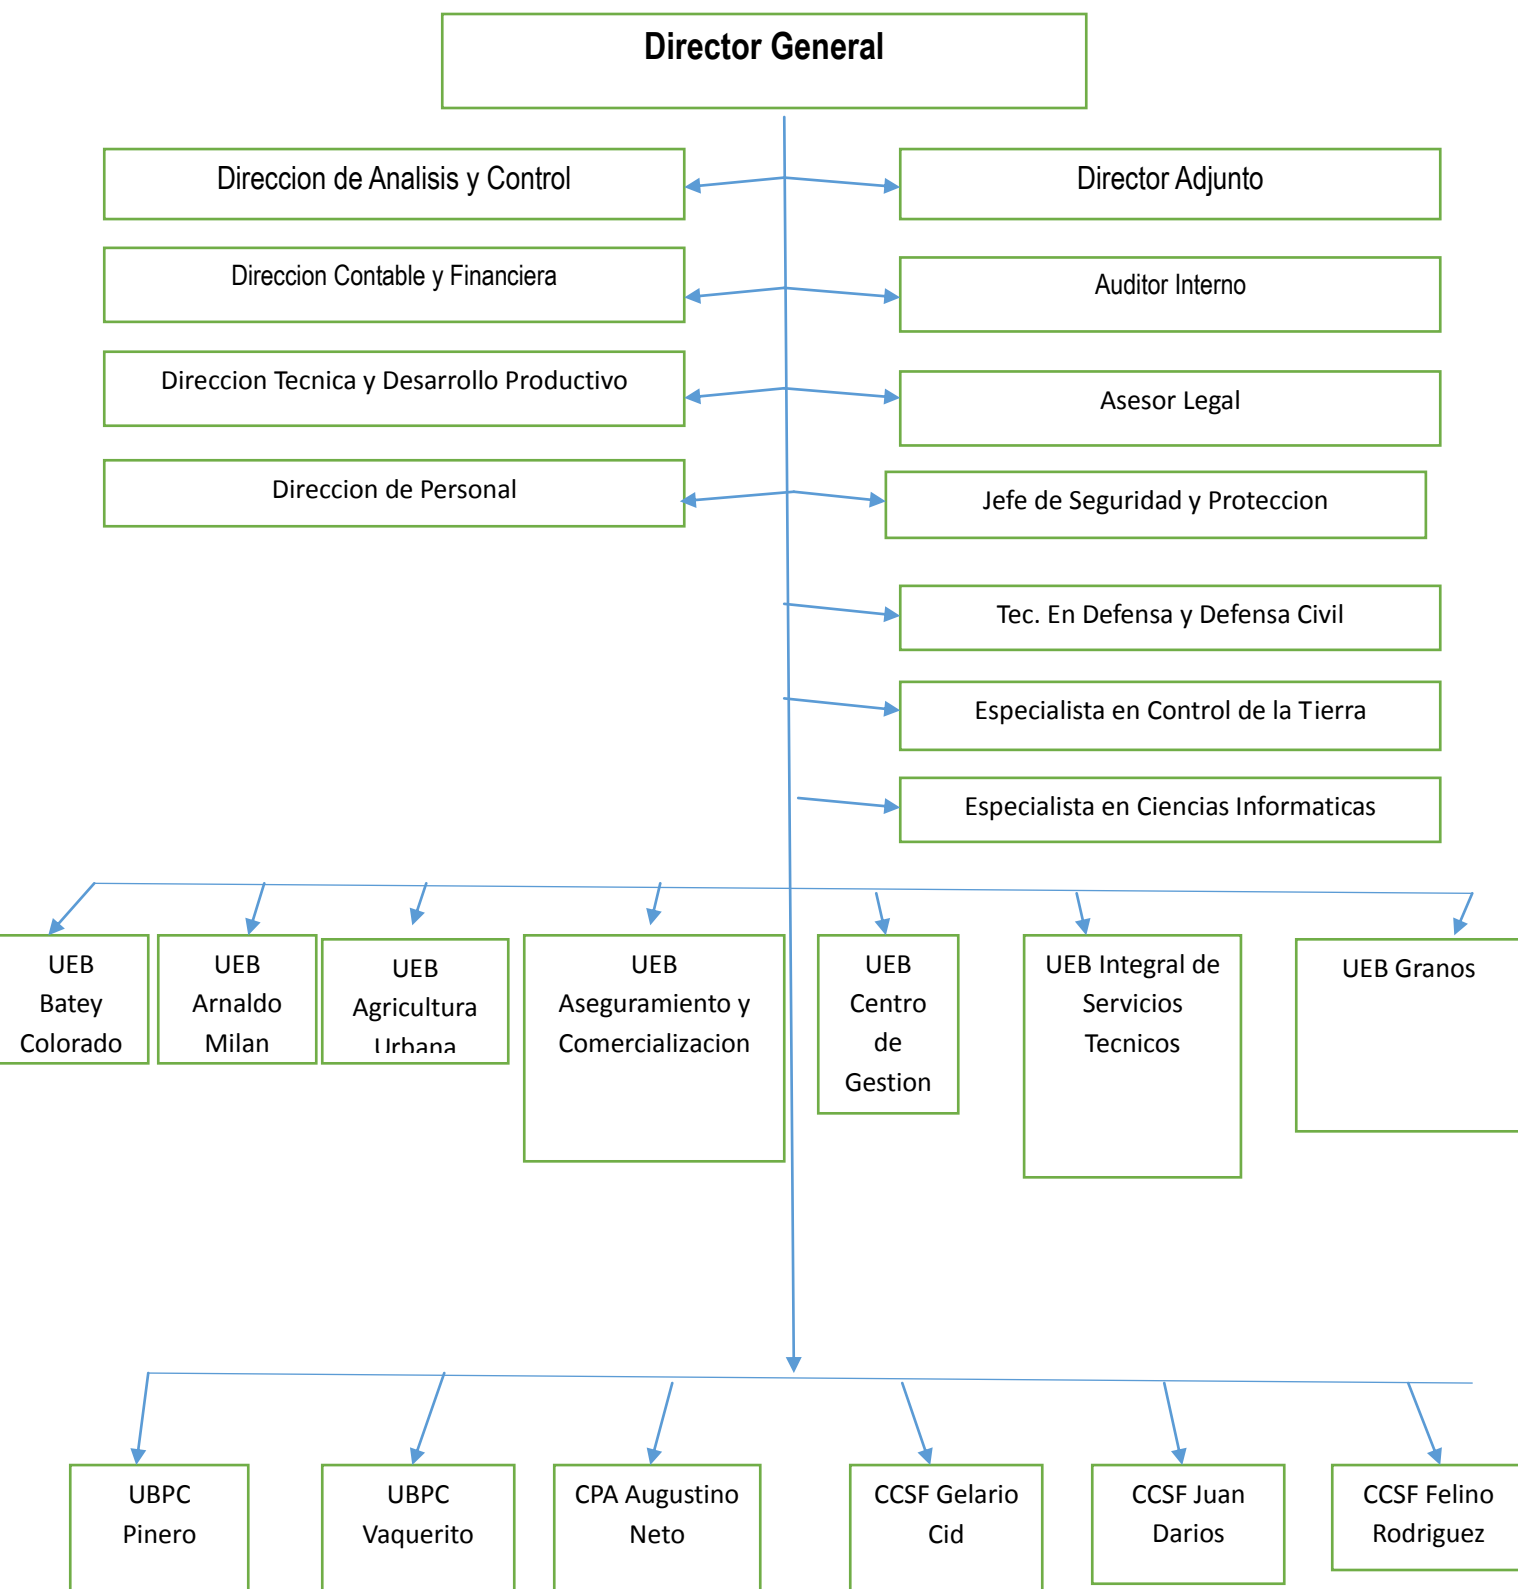 Director General
Direccion de Analisis y Control
Director Adjunto
Direccion Contable y Financiera
Auditor Interno
Direccion Tecnica y Desarrollo Productivo
Asesor Legal
Direccion de Personal
Jefe de Seguridad y Proteccion
Tec. En Defensa y Defensa Civil
Especialista en Control de la Tierra
Especialista en Ciencias Informaticas
UEB
Batey
Colorado
UEB
Arnaldo
Milan
UEB
Agricultura
Urbana
UEB
Aseguramiento y
Comercializacion
UEB
Centro
de
Gestion
UEB Integral de
Servicios
Tecnicos
UEB Granos
UBPC
Pinero
UBPC
Vaquerito
CPA Augustino
Neto
CCSF Gelario
Cid
CCSF Juan
Darios
CCSF Felino
Rodriguez